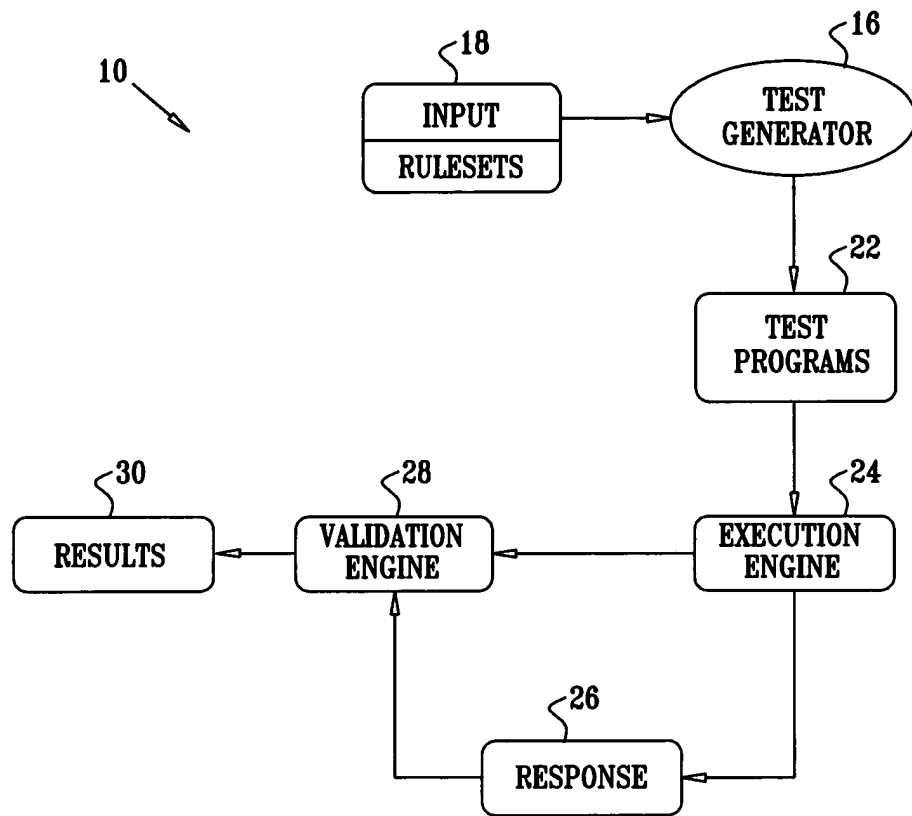 18
16
10
INPUT
RULESETS
TEST
GENERATOR
22
TEST
PROGRAMS
30
28
24
RESULTS
VALIDATION
ENGINE
EXECUTION
ENGINE
26
RESPONSE